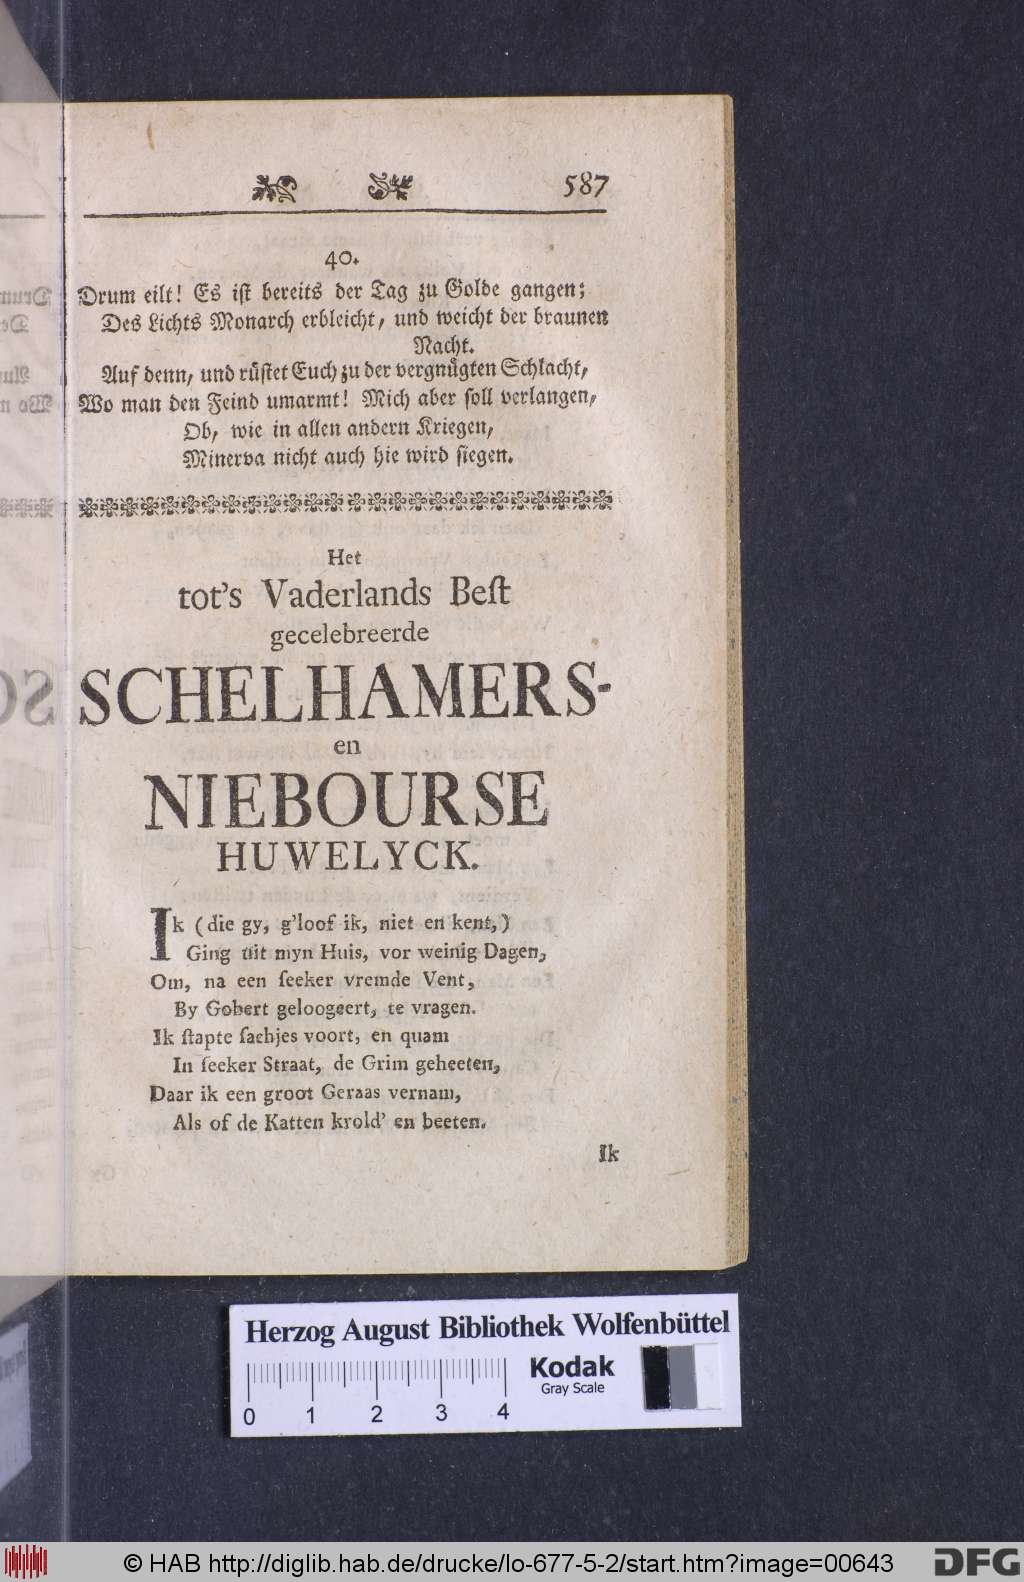 587
40.
Drum eilt! Es ist bereits der Tag zu Golde gangen;
Des Lichts Monarch erbleicht, und weicht der braunen
Nacht.
Auf denn, und rüstet Euch zu der vergnügten Schlacht,
Wo man den Feind umarmt! Mich aber soll verlangen,
Ob, wie in allen andern Kriegen,
Minerva nicht auch hie wird siegen.
Het
tot's Vaderlands Beſt
gecelebreerde
SCHELHAMERS-
en
NIEBOURSE
HUWELYCK.
Ik (die gy, g'loof ik, niet en kent,)
Ging uit myn Huis, vor weinig Dagen,
Om, na een ſeeker vremde Vent,
By Gobert geloogeert, te vragen.
Ik ſtapte ſachjes voort, en quam
In ſeeker Straat, de Grim geheeten,
Daar ik een groot Geraas vernam,
Als of de Katten krold' en beeten.
Ik
Herzog August Bibliothek Wolfenbüttel
Kodak
Gray Scale
0 1 2 3 4
© HAB http://diglib.hab.de/drucke/lo-677-5-2/start.htm?image=00643
DFG